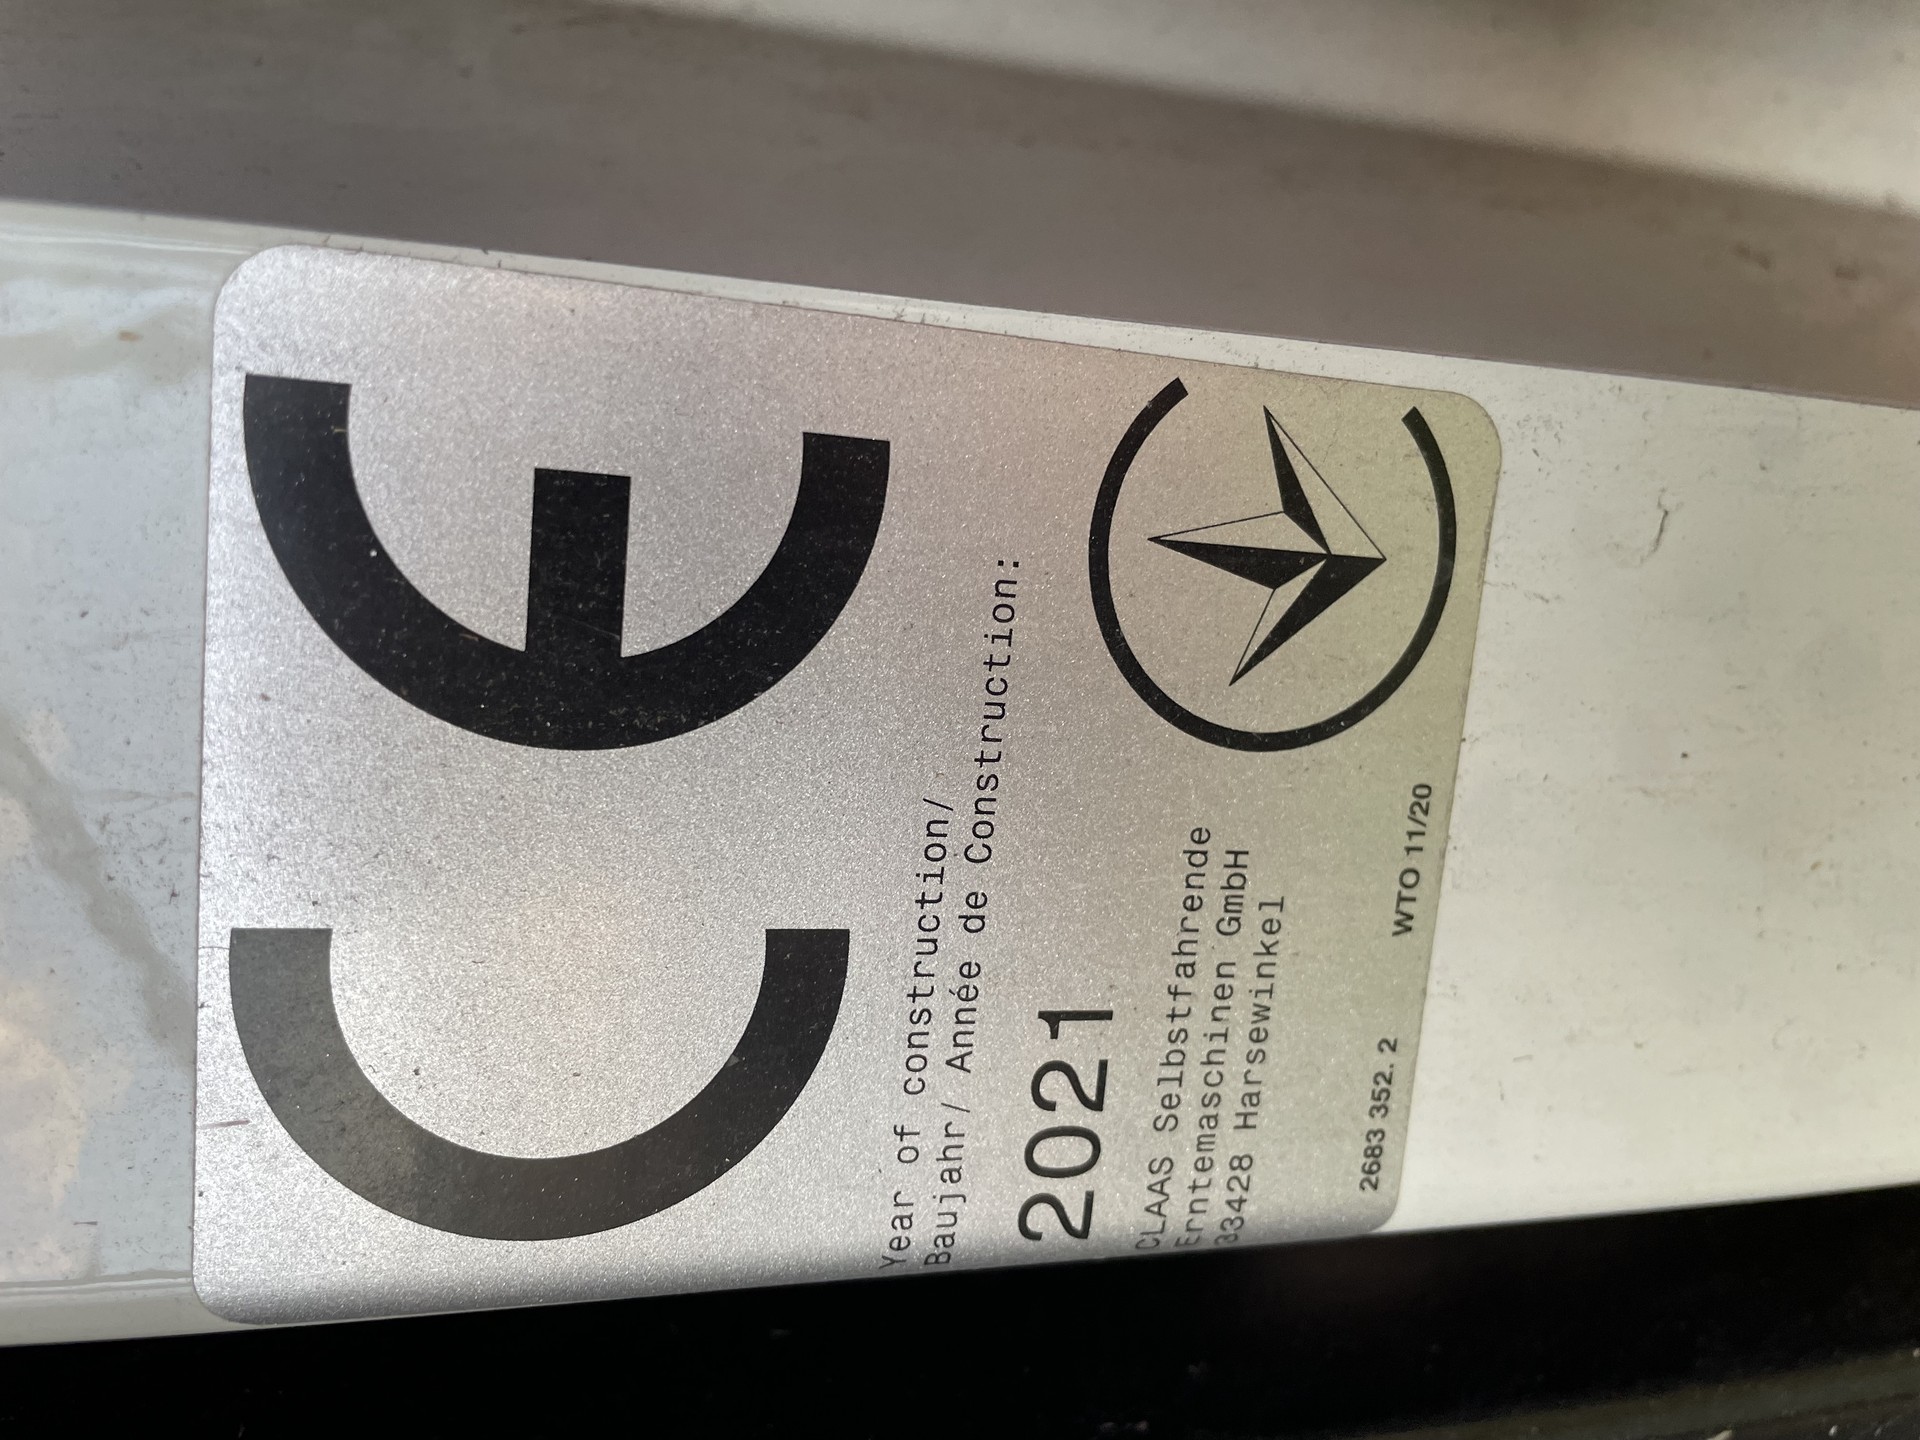 CE
Year of construction/
Baujahr/ Année de Construction:
2021
CLAAS Selbstfahrende
Erntemaschinen GmbH
33428 Harsewinkel
2683 352. 2 WTO 11/20